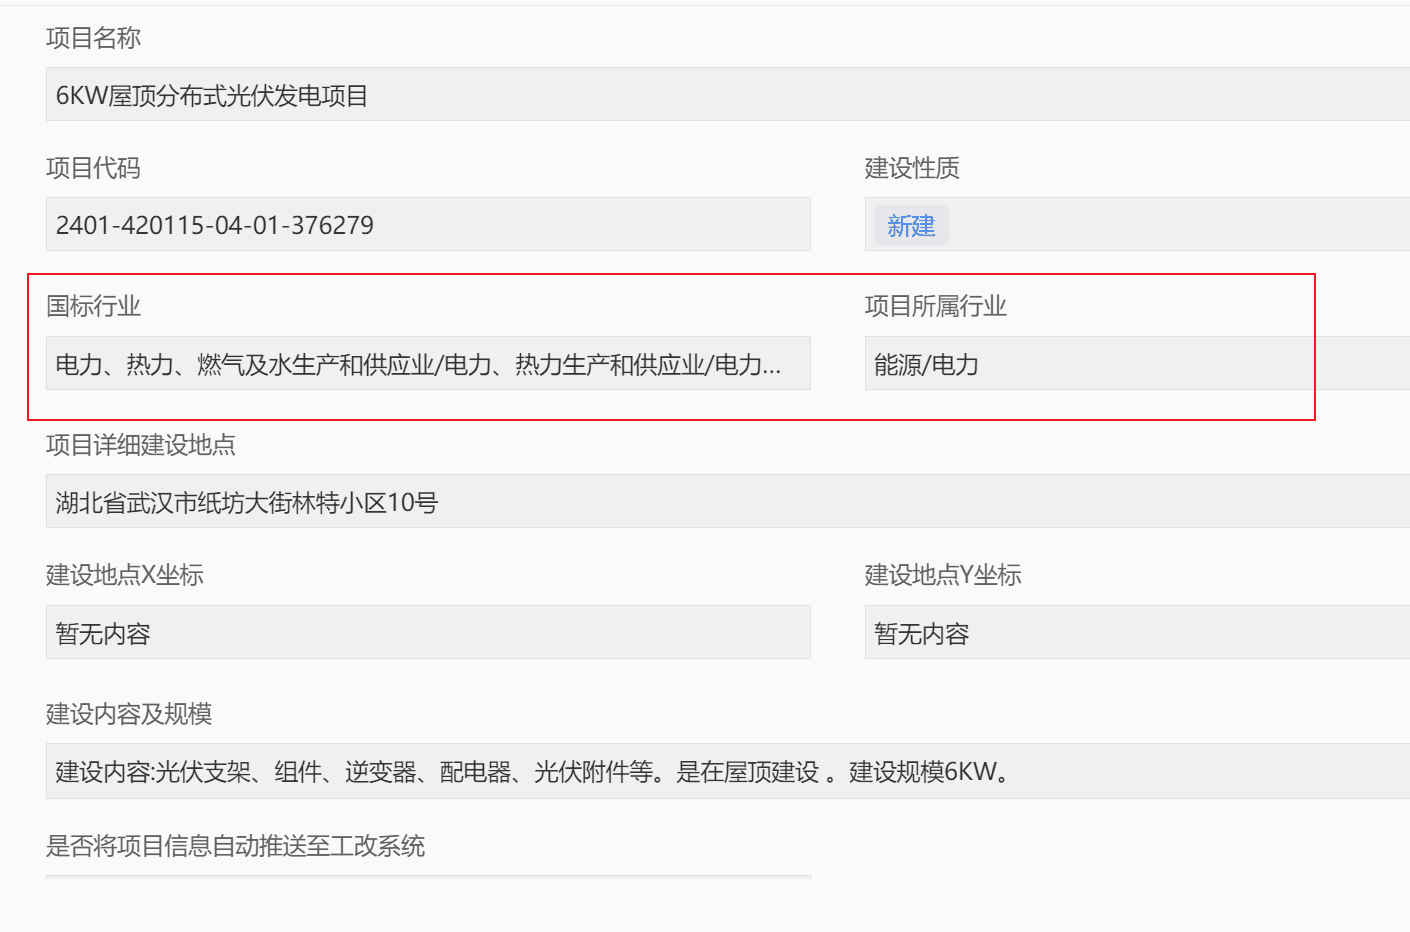 项目名称
6KW屋顶分布式光伏发电项目
项目代码
建设性质
2401-420115-04-01-376279
新建
国标行业
项目所属行业
电力、热力、燃气及水生产和供应业/电力、热力生产和供应业/电力...
能源/电力
项目详细建设地点
湖北省武汉市纸坊大街林特小区10号
建设地点X坐标
建设地点Y坐标
暂无内容
暂无内容
建设内容及规模
建设内容:光伏支架、组件、逆变器、配电器、光伏附件等。是在屋顶建设 。建设规模6KW。
是否将项目信息自动推送至工改系统